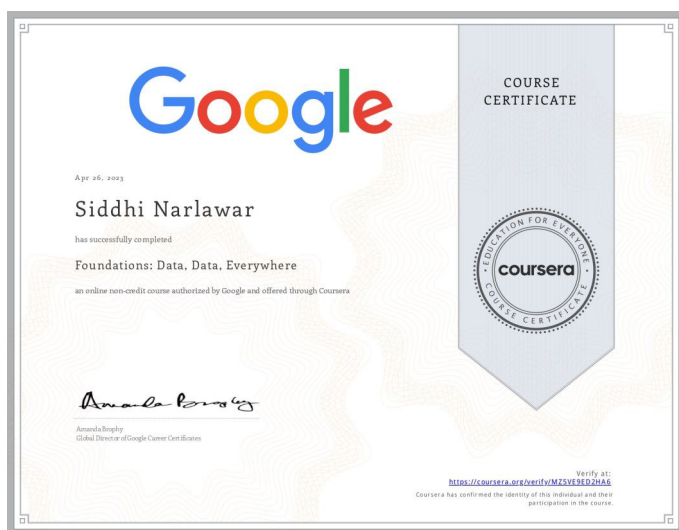 Google
COURSE
CERTIFICATE
Apr 26, 2023
Siddhi Narlawar
has successfully completed
Foundations: Data, Data, Everywhere
an online non-credit course authorized by Google and offered through Coursera
EDUCATION FOR EVERYONE
coursera
COURSE CERTIFICATE
Amanda Brophy
Amanda Brophy
Global Director of Google Career Certificates
Verify at:
https://coursera.org/verify/MZ5VE9ED2HA6
Coursera has confirmed the identity of this individual and their
participation in the course.